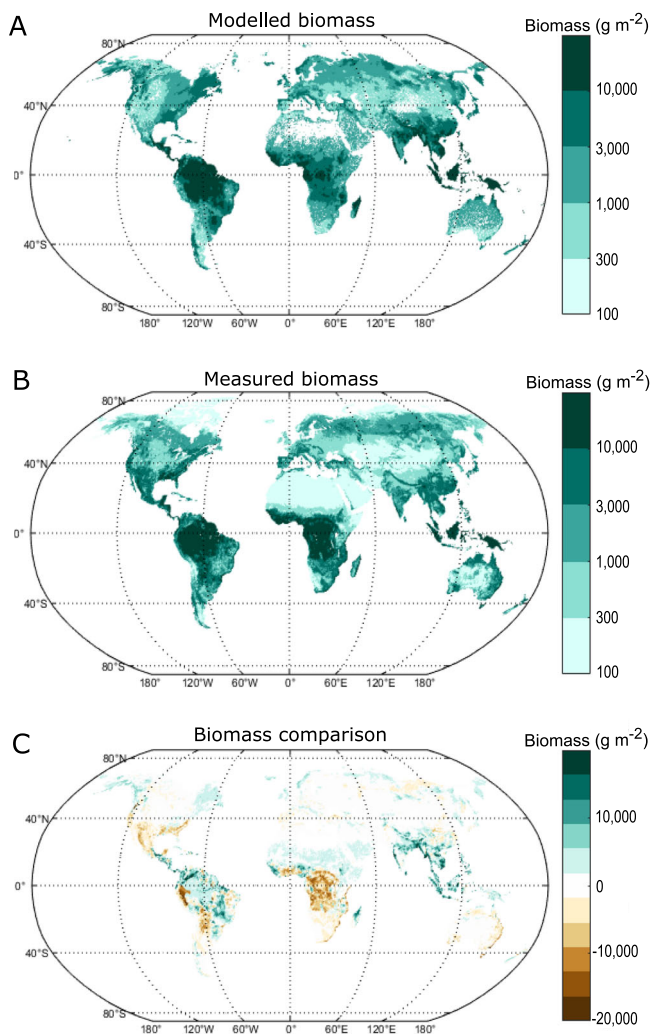 A
Modelled biomass
Biomass (g m⁻²)
80°N
40°N
0°
40°S
80°S
180° 120°W 60°W 0° 60°E 120°E 180°
10,000
3,000
1,000
300
100
B
Measured biomass
Biomass (g m⁻²)
80°N
40°N
0°
40°S
80°S
180° 120°W 60°W 0° 60°E 120°E 180°
10,000
3,000
1,000
300
100
C
Biomass comparison
Biomass (g m⁻²)
80°N
40°N
0°
40°S
80°S
180° 120°W 60°W 0° 60°E 120°E 180°
10,000
0
-10,000
-20,000